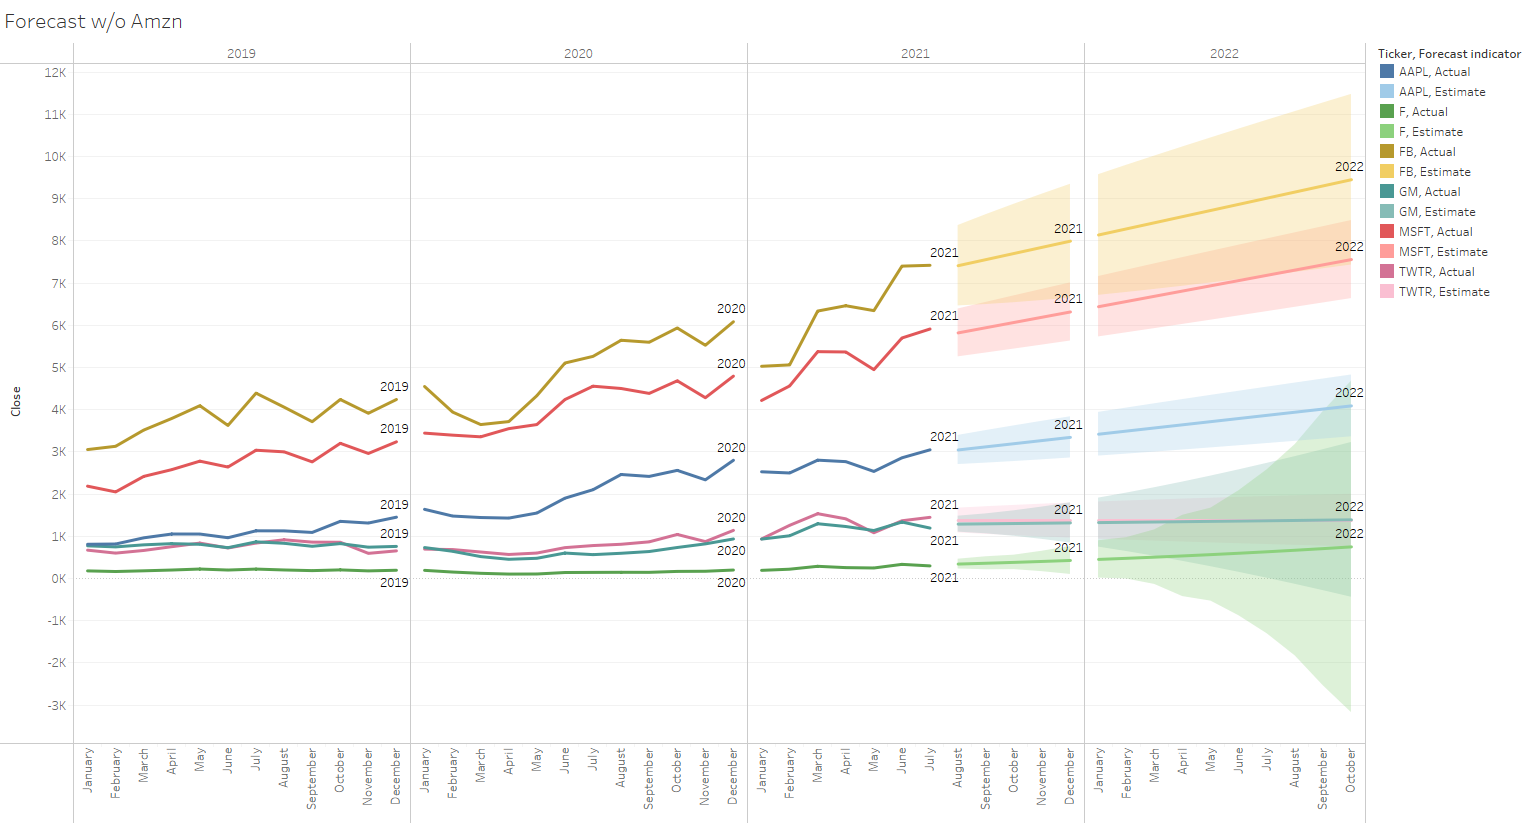 Forecast w/o Amzn
2019 2020 2021 2022
Ticker, Forecast indicator
AAPL, Actual
AAPL, Estimate
F, Actual
F, Estimate
FB, Actual
FB, Estimate
GM, Actual
GM, Estimate
MSFT, Actual
MSFT, Estimate
TWTR, Actual
TWTR, Estimate
12K
11K
10K
9K
8K
7K
6K
5K
4K
3K
2K
1K
0K
-1K
-2K
-3K
Close
2019
2019
2019
2019
2019
2020
2020
2020
2020
2020
2020
2021
2021
2021
2021
2021
2021
2021
2021
2021
2021
2021
2022
2022
2022
2022
2022
January February March April May June July August September October November December
January February March April May June July August September October November December
January February March April May June July August September October November December
January February March April May June July August September October